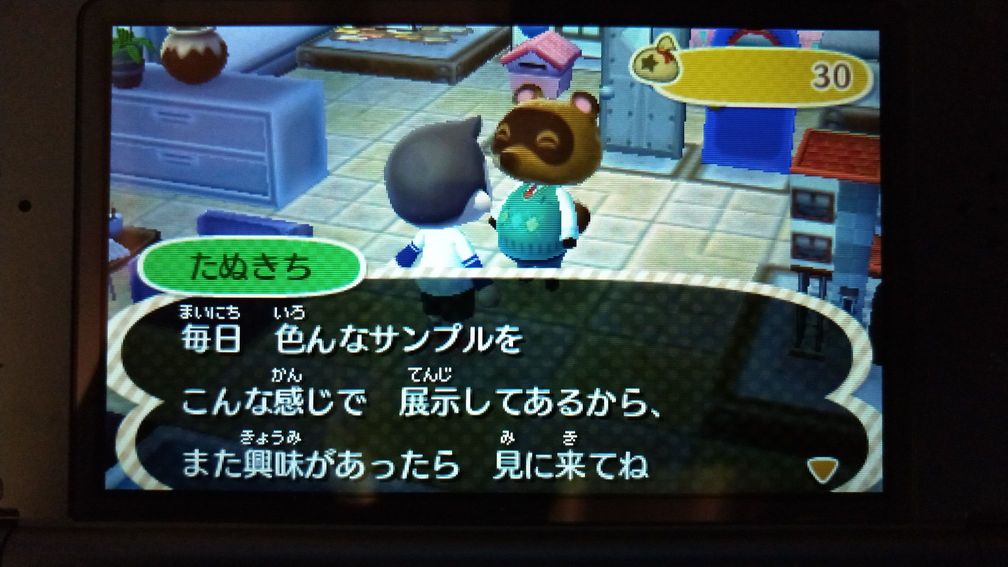 30
たぬきち
まいにち いろ
毎日 色んなサンプルを
かん てんじ
こんな感じで 展示してあるから、
きょうみ み き
また興味があったら 見に来てね